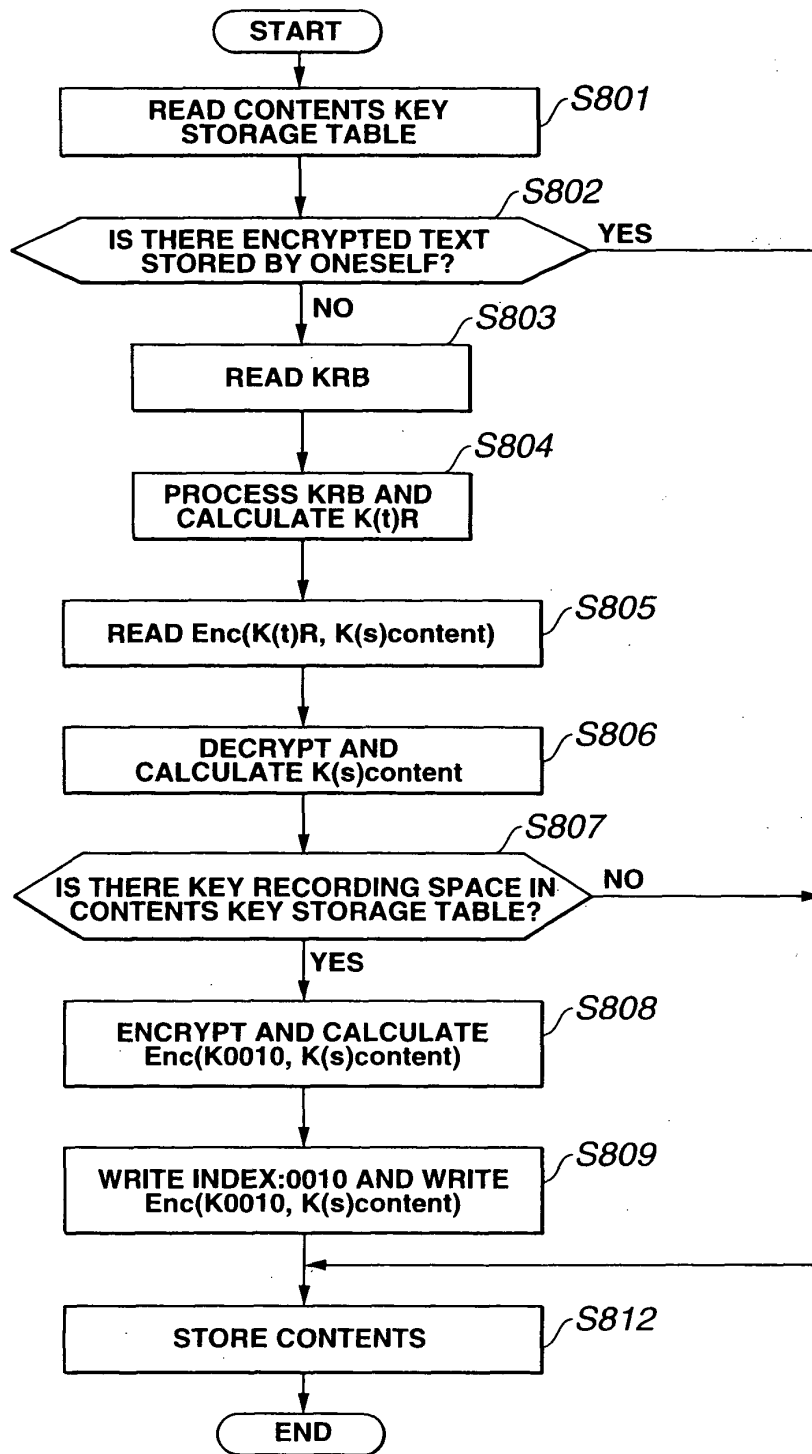 START
S801
READ CONTENTS KEY
STORAGE TABLE
S802
IS THERE ENCRYPTED TEXT
STORED BY ONESELF?
YES
NO
S803
READ KRB
S804
PROCESS KRB AND
CALCULATE K(t)R
S805
READ Enc(K(t)R, K(s)content)
S806
DECRYPT AND
CALCULATE K(s)content
S807
IS THERE KEY RECORDING SPACE IN
CONTENTS KEY STORAGE TABLE?
NO
YES
S808
ENCRYPT AND CALCULATE
Enc(K0010, K(s)content)
S809
WRITE INDEX:0010 AND WRITE
Enc(K0010, K(s)content)
S812
STORE CONTENTS
END